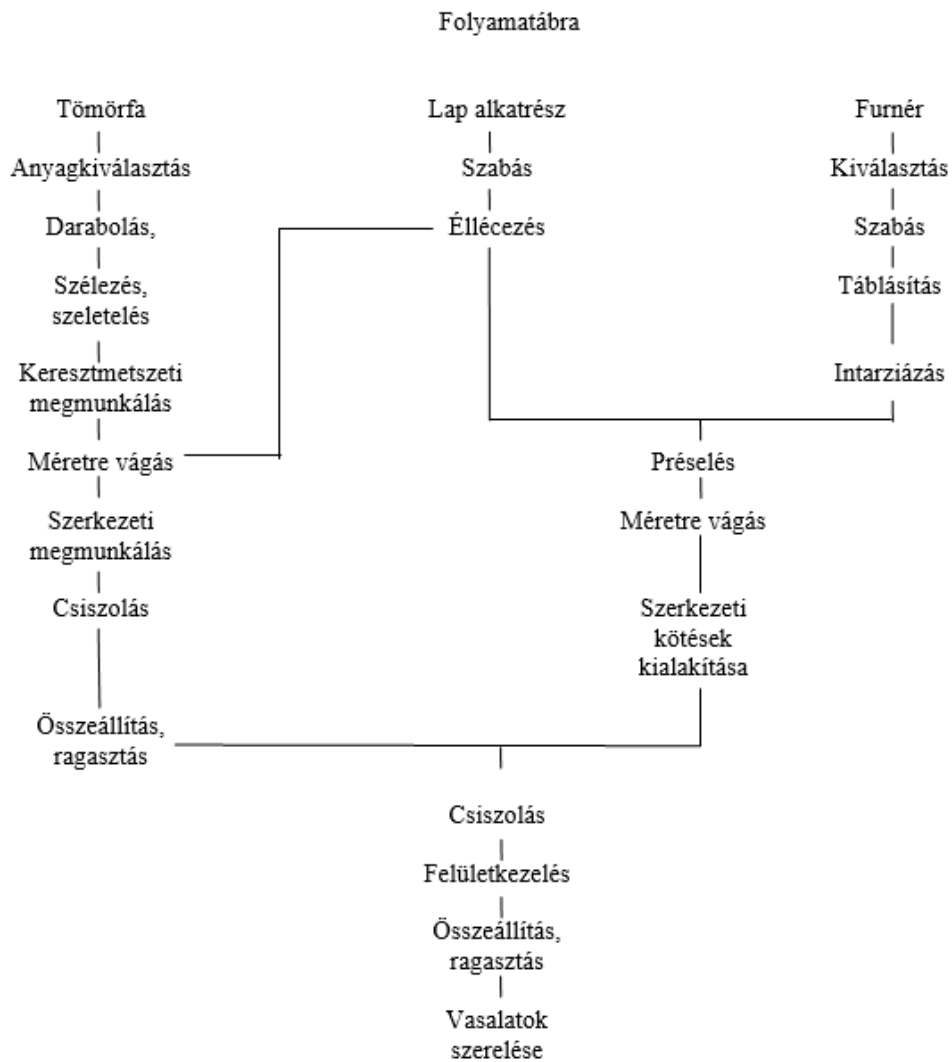 Folyamatábra
Tömörfa
Anyagkiválasztás
Darabolás,
Szélezés,
szeletelés
Keresztmetszeti
megmunkálás
Méretre vágás
Szerkezeti
megmunkálás
Csiszolás
Összeállítás,
ragasztás
Lap alkatrész
Szabás
Éllécezés
Furnér
Kiválasztás
Szabás
Táblásítás
Intarziázás
Préselés
Méretre vágás
Szerkezeti
kötések
kialakítása
Csiszolás
Felületkezelés
Összeállítás,
ragasztás
Vasalatok
szerelése